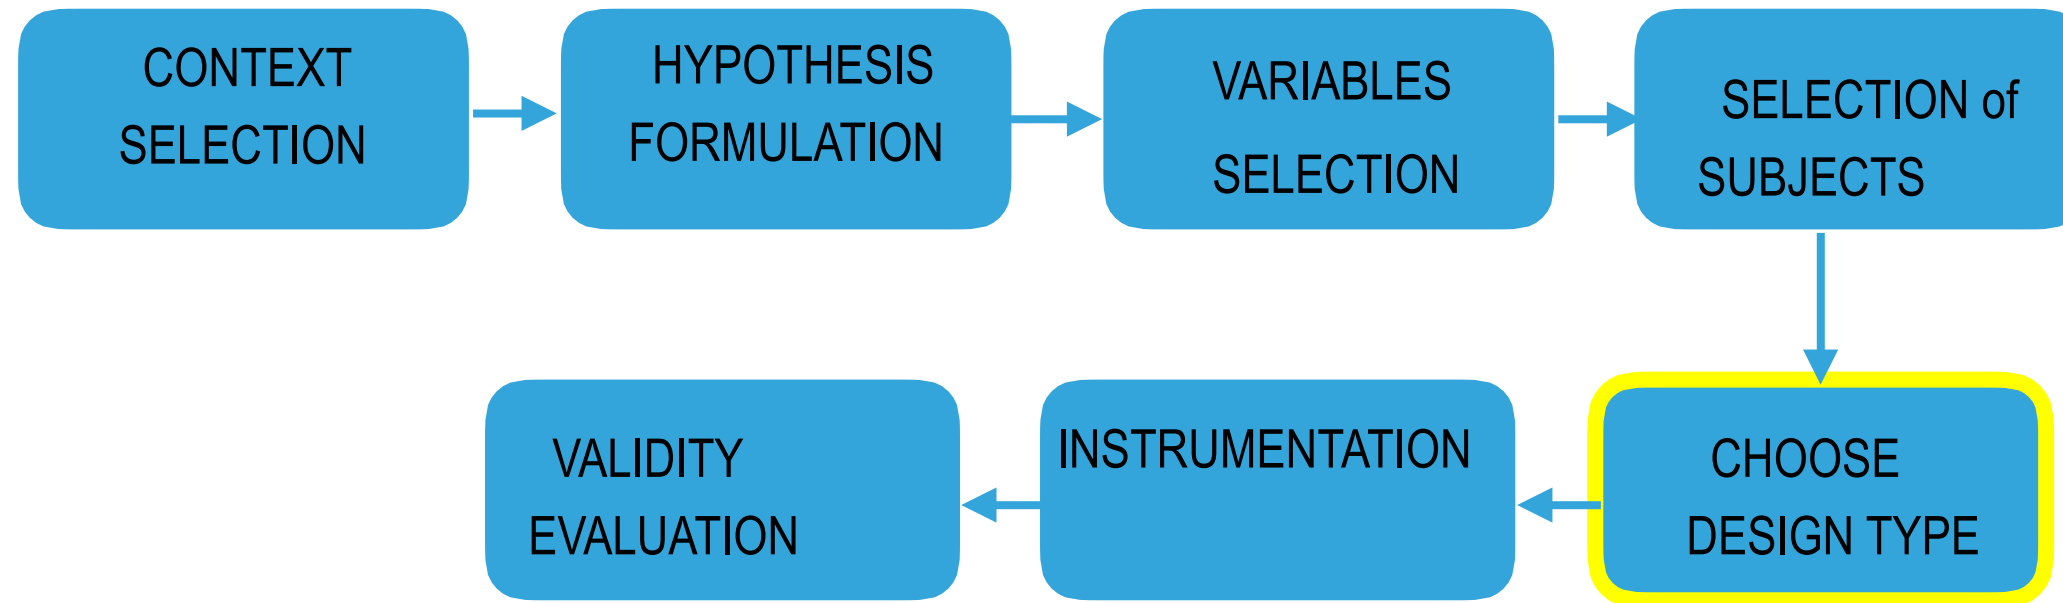 CONTEXT
SELECTION
HYPOTHESIS
FORMULATION
VARIABLES
SELECTION
SELECTION of
SUBJECTS
CHOOSE
DESIGN TYPE
INSTRUMENTATION
VALIDITY
EVALUATION